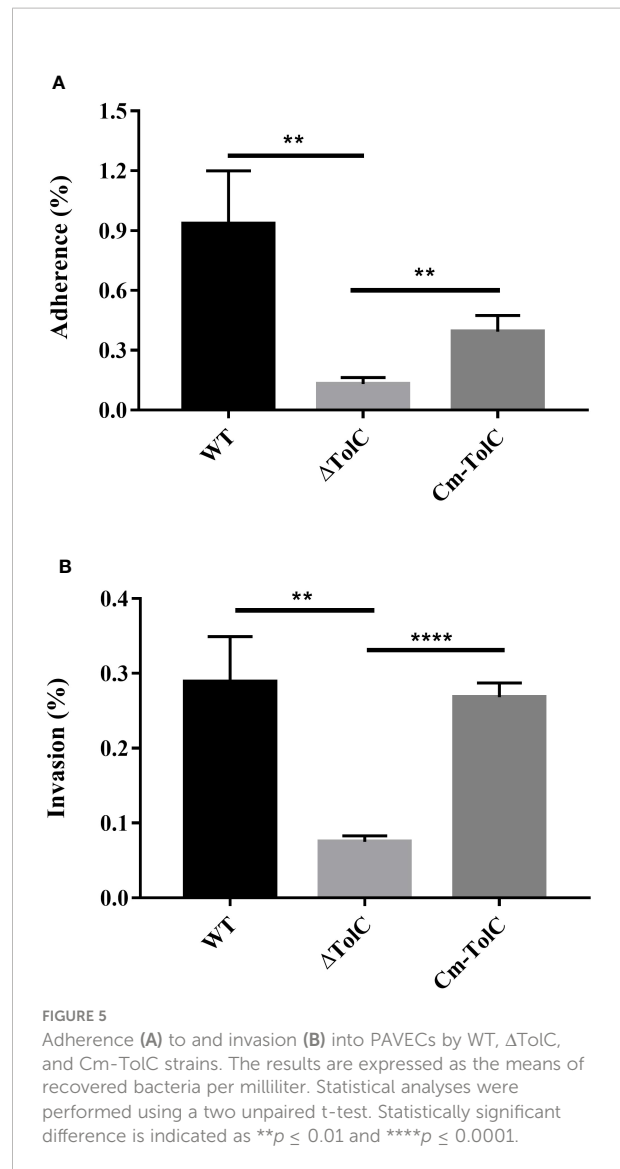 A
1.5
1.2
0.9
0.6
0.3
0.0
Adherence (%)
**
**
WT
ΔTolC
Cm-TolC
B
0.4
0.3
0.2
0.1
0.0
Invasion (%)
**
****
WT
ΔTolC
Cm-TolC
FIGURE 5
Adherence (A) to and invasion (B) into PAVECs by WT, ΔTolC,
and Cm-TolC strains. The results are expressed as the means of
recovered bacteria per milliliter. Statistical analyses were
performed using a two unpaired t-test. Statistically significant
difference is indicated as **p ≤ 0.01 and ****p ≤ 0.0001.